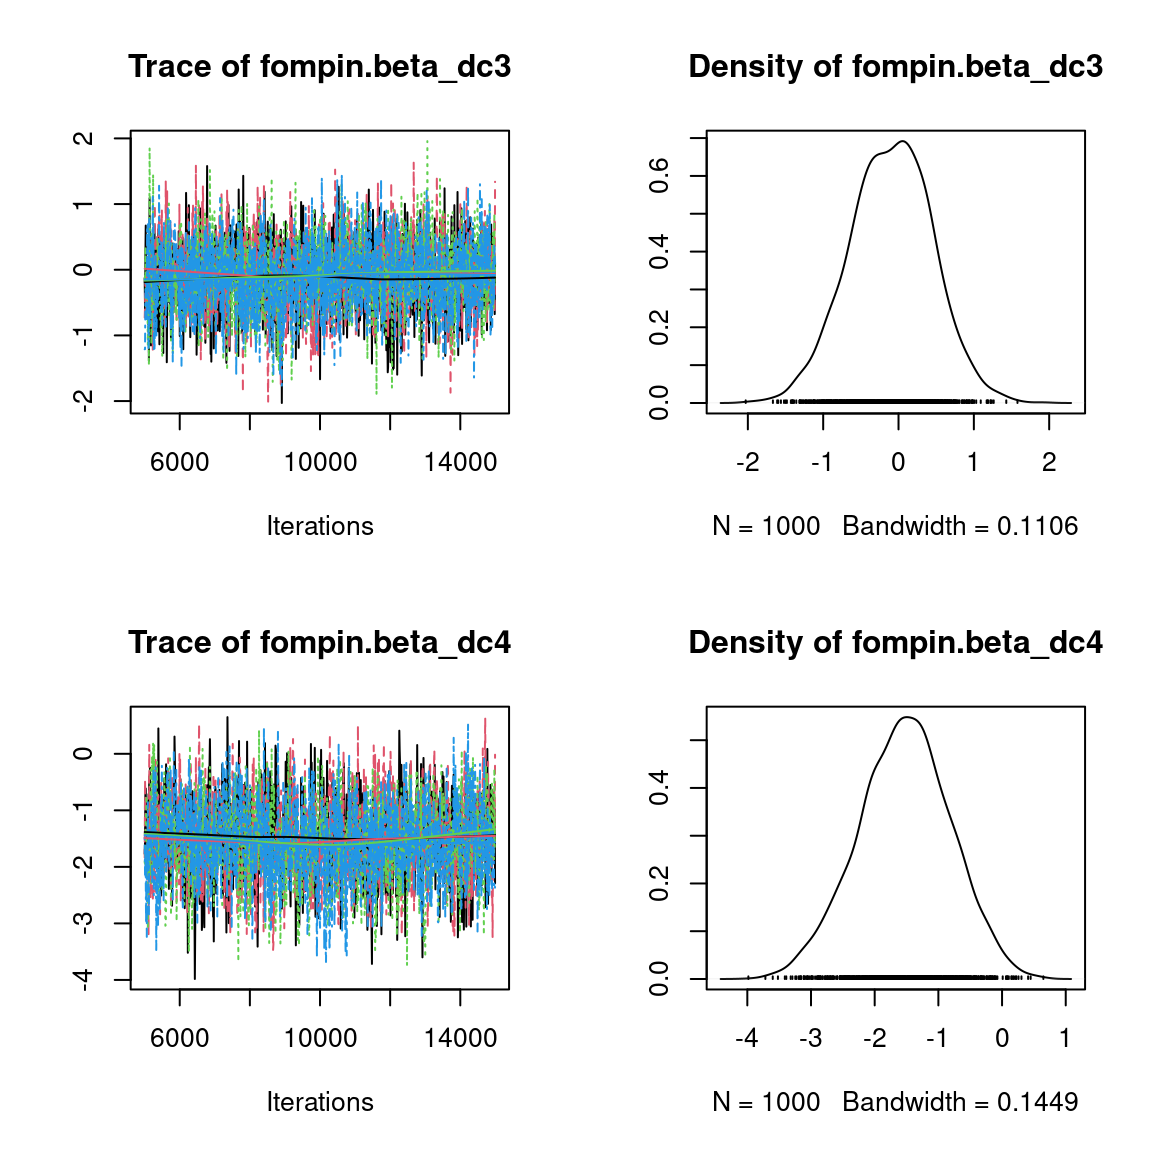 Trace of fompin.beta_dc3
2
1
0
-1
-2
6000 10000 14000
Iterations
Density of fompin.beta_dc3
0.6
0.4
0.2
0.0
-2 -1 0 1 2
N = 1000 Bandwidth = 0.1106
Trace of fompin.beta_dc4
0
-1
-2
-3
-4
6000 10000 14000
Iterations
Density of fompin.beta_dc4
0.4
0.2
0.0
-4 -3 -2 -1 0 1
N = 1000 Bandwidth = 0.1449